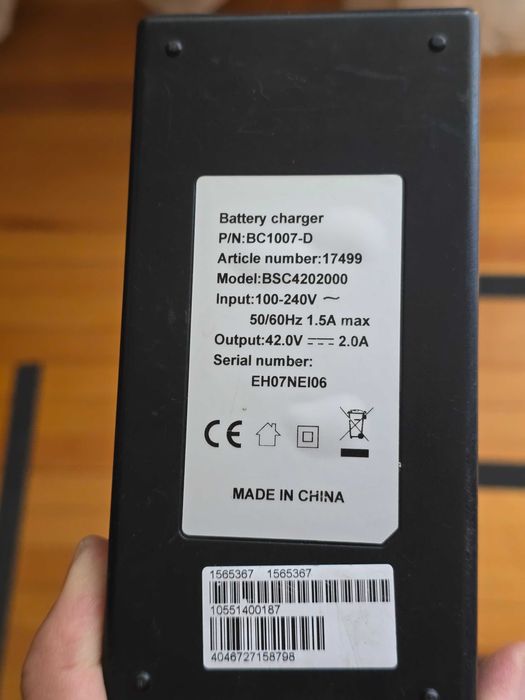 Battery charger
P/N:BC1007-D
Article number:17499
Model:BSC4202000
Input:100-240V ~
50/60Hz 1.5A max
Output:42.0V ⎓ 2.0A
Serial number:
EH07NEI06
CE
MADE IN CHINA
1565367 1565367
10551400187
4046727158798